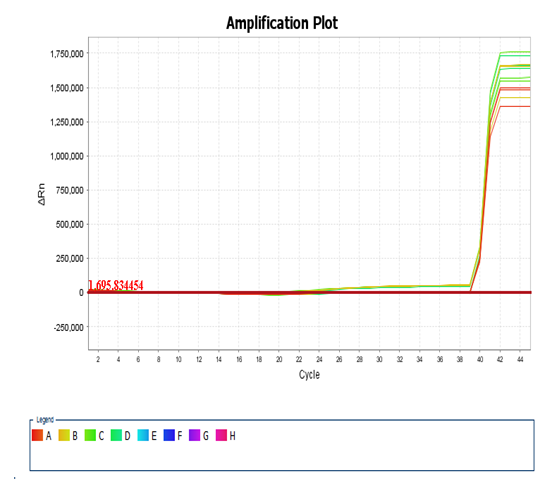 Amplification Plot
1,750,000
1,500,000
1,250,000
1,000,000
750,000
500,000
250,000
0
-250,000
ΔRn
1,695.834454
2 4 6 8 10 12 14 16 18 20 22 24 26 28 30 32 34 36 38 40 42 44
Cycle
Legend
A B C D E F G H